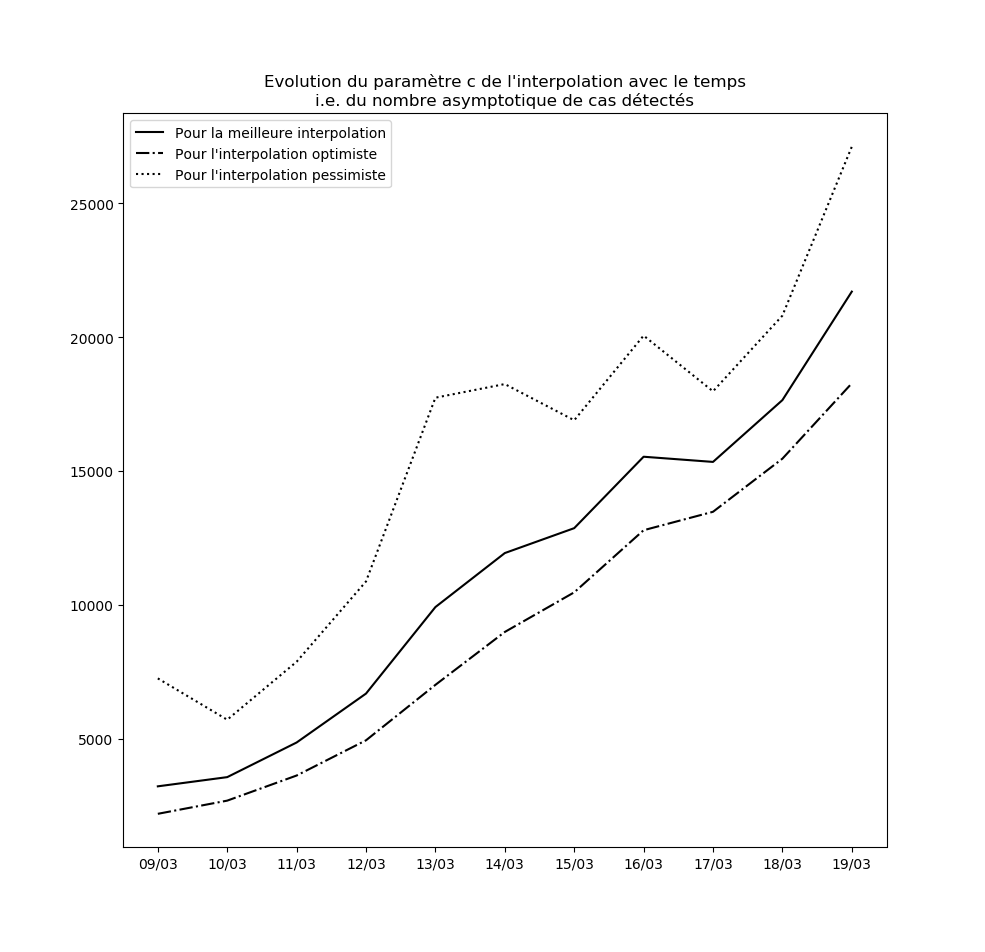 Evolution du paramètre c de l'interpolation avec le temps
i.e. du nombre asymptotique de cas détectés
Pour la meilleure interpolation
Pour l'interpolation optimiste
Pour l'interpolation pessimiste
25000
20000
15000
10000
5000
09/03 10/03 11/03 12/03 13/03 14/03 15/03 16/03 17/03 18/03 19/03